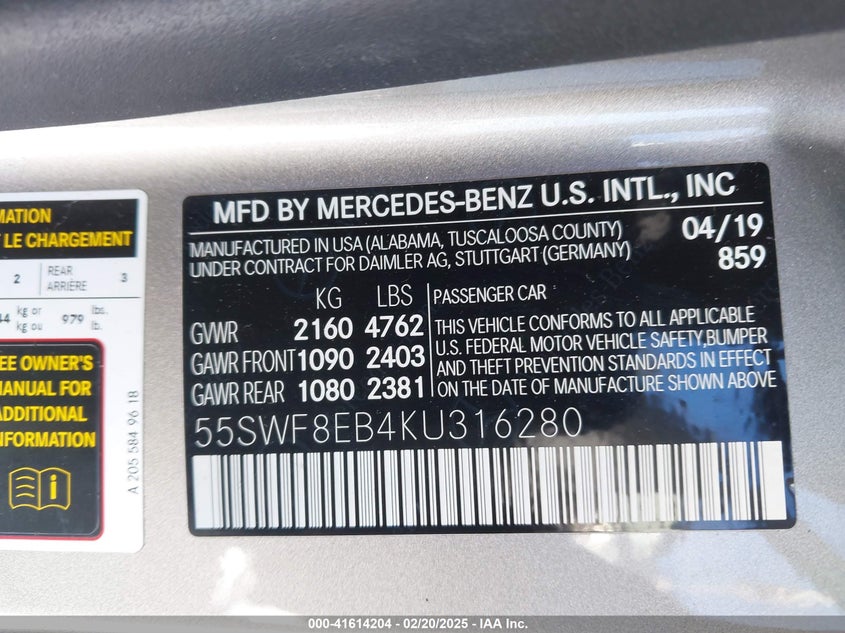 MATION
LE CHARGEMENT
2 REAR ARRIÈRE 3
kg or kg ou 979 lbs. lb.
EE OWNER'S
MANUAL FOR
ADDITIONAL
INFORMATION
A 205 584 96 18
MFD BY MERCEDES-BENZ U.S. INTL., INC
MANUFACTURED IN USA (ALABAMA, TUSCALOOSA COUNTY) 04/19
UNDER CONTRACT FOR DAIMLER AG, STUTTGART (GERMANY) 859
KG LBS PASSENGER CAR
GVWR 2160 4762
GAWR FRONT 1090 2403
GAWR REAR 1080 2381
THIS VEHICLE CONFORMS TO ALL APPLICABLE
U.S. FEDERAL MOTOR VEHICLE SAFETY, BUMPER
AND THEFT PREVENTION STANDARDS IN EFFECT
ON THE DATE OF MANUFACTURE SHOWN ABOVE
55SWF8EB4KU316280
000-41614204 - 02/20/2025 - IAA Inc.